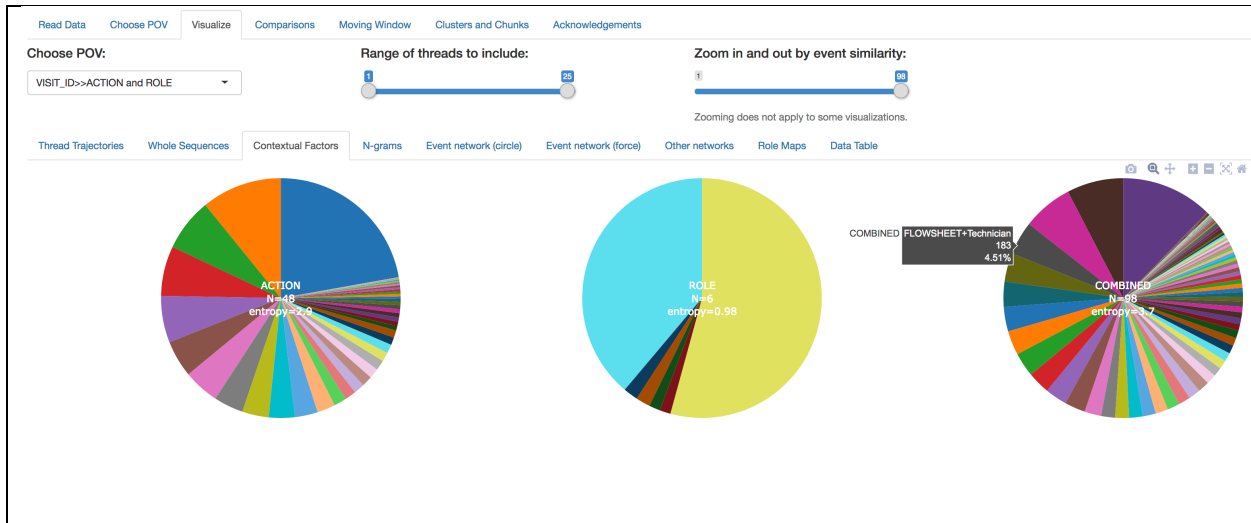 Read Data Choose POV Visualize Comparisons Moving Window Clusters and Chunks Acknowledgements
Choose POV: Range of threads to include: Zoom in and out by event similarity:
VISIT_ID>>ACTION and ROLE 1 25 1 98
Zooming does not apply to some visualizations.
Thread Trajectories Whole Sequences Contextual Factors N-grams Event network (circle) Event network (force) Other networks Role Maps Data Table
COMBINED FLOWSHEET+Technician
183
4.51%
ACTION
N=48
entropy=2.9
ROLE
N=6
entropy=0.98
COMBINED
N=98
entropy=3.7